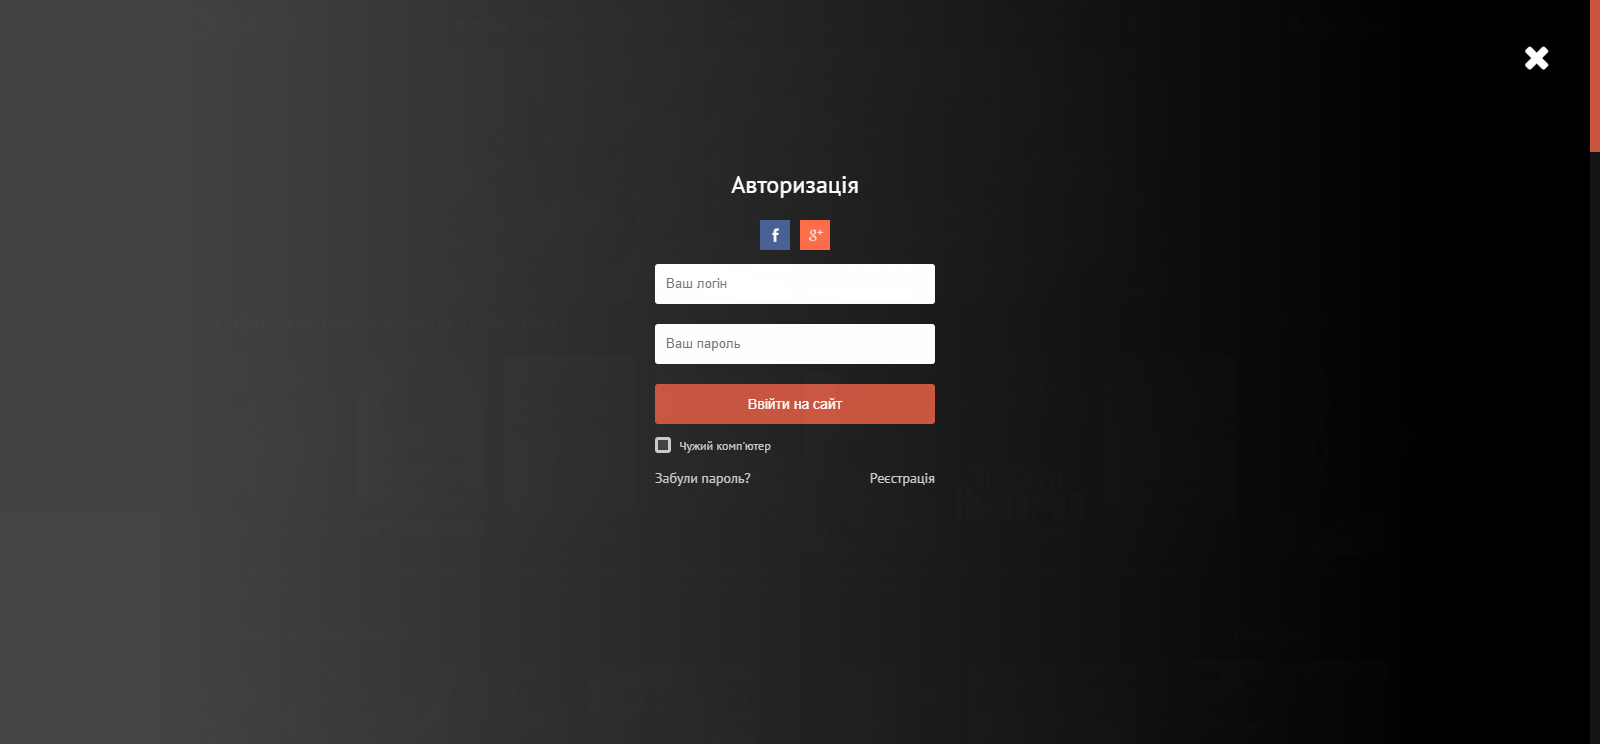 Авторизація
f
g+
Ваш логін
Ваш пароль
Ввійти на сайт
Чужий комп'ютер
Забули пароль?
Реєстрація